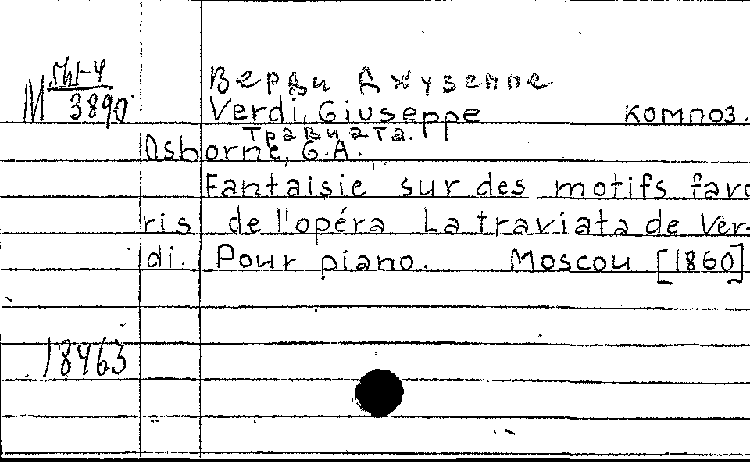 Верди Джузеппе
M 541-4
3890
Verdi, Giuseppe композ.
Травиата.
Osborne, G.A.
Fantaisie sur des motifs favo
ris de l'opéra La traviata de Ver-
di. Pour piano. Moscou [1860]
18463